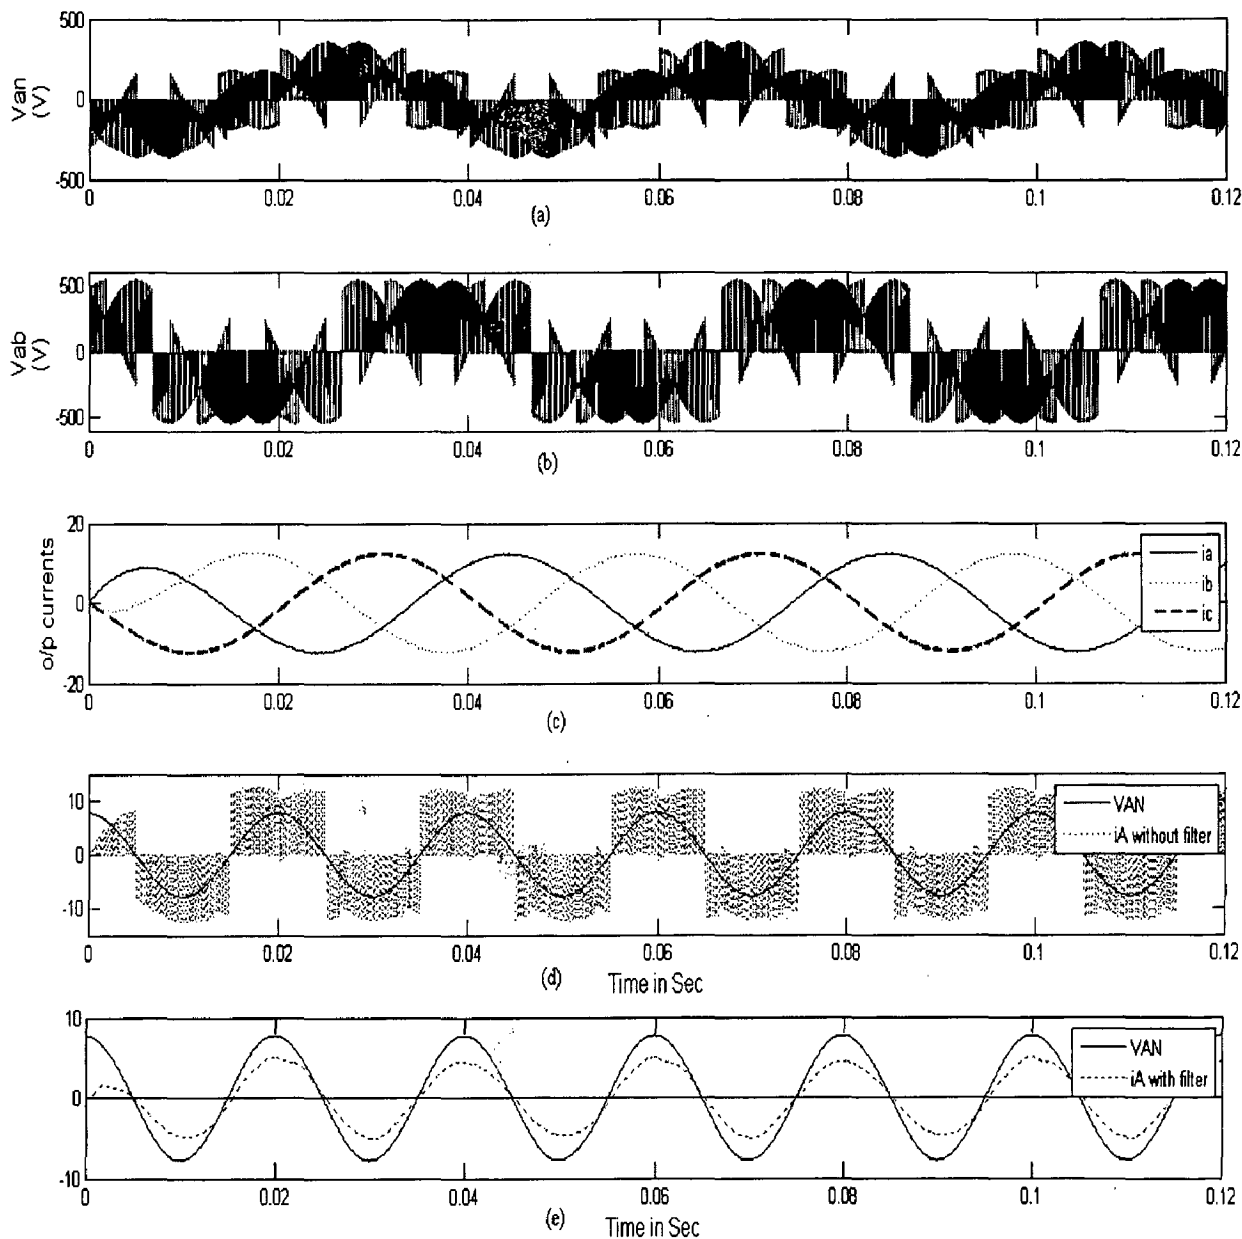 500
0
-500
Van
(V)
0 0.02 0.04 0.06 0.08 0.1 0.12
(a)
500
0
-500
Vab
(V)
0 0.02 0.04 0.06 0.08 0.1 0.12
(b)
20
0
-20
o/p currents
ia
ib
ic
0 0.02 0.04 0.06 0.08 0.1 0.12
(c)
10
0
-10
VAN
iA without filter
0 0.02 0.04 0.06 0.08 0.1 0.12
(d) Time in Sec
10
0
-10
VAN
iA with filter
0 0.02 0.04 0.06 0.08 0.1 0.12
(e) Time in Sec